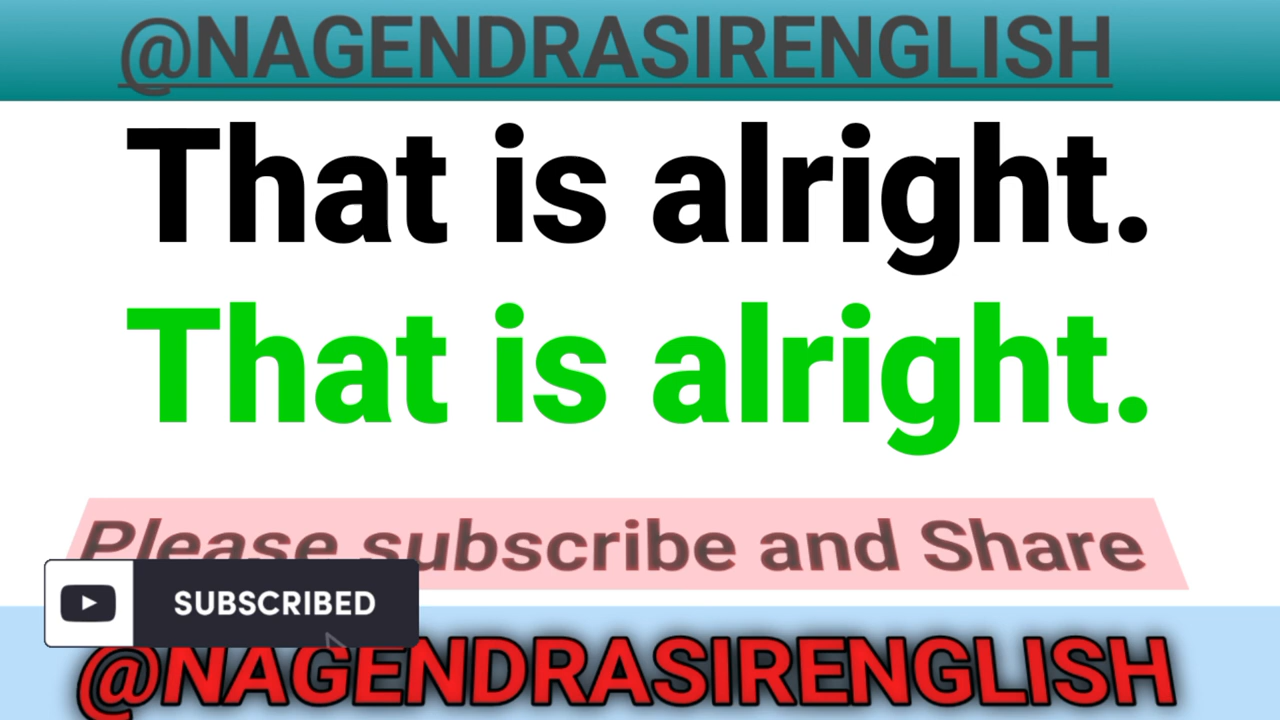 @NAGENDRASIRENGLISH
That is alright.
That is alright.
Please subscribe and Share
SUBSCRIBED
@NAGENDRASIRENGLISH